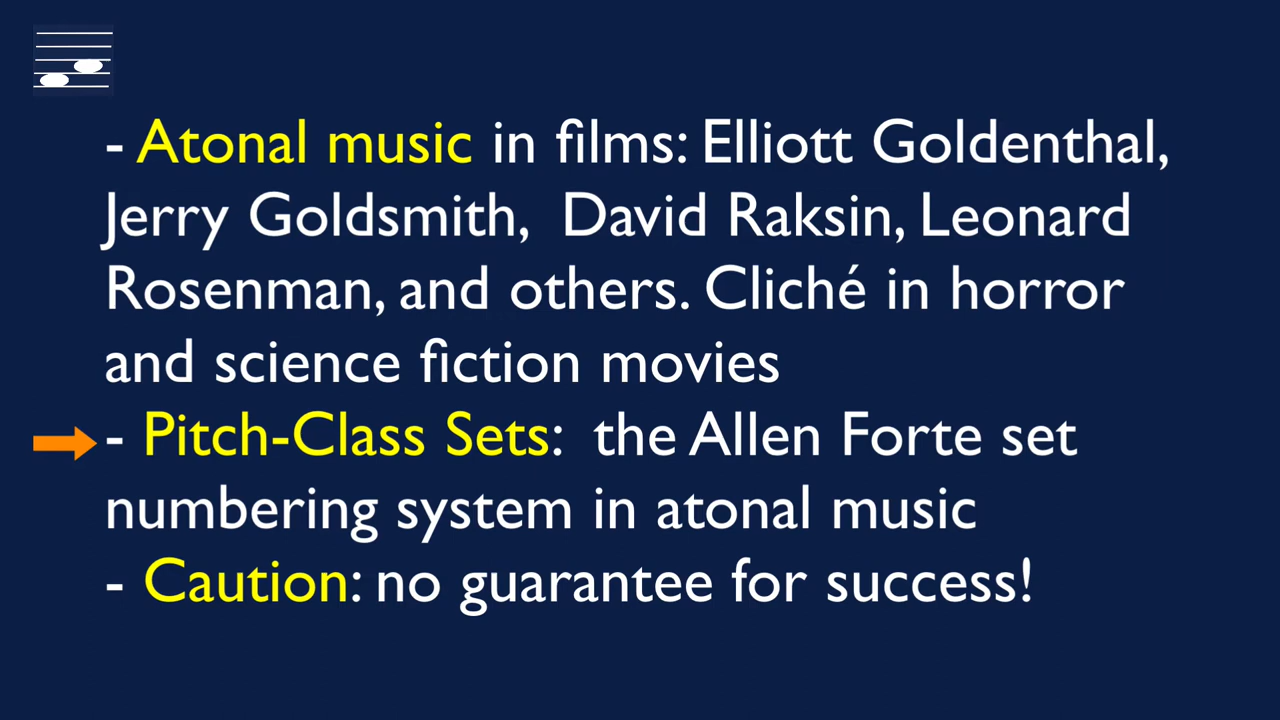 - Atonal music in films: Elliott Goldenthal,
Jerry Goldsmith, David Raksin, Leonard
Rosenman, and others. Cliché in horror
and science fiction movies
- Pitch-Class Sets: the Allen Forte set
numbering system in atonal music
- Caution: no guarantee for success!